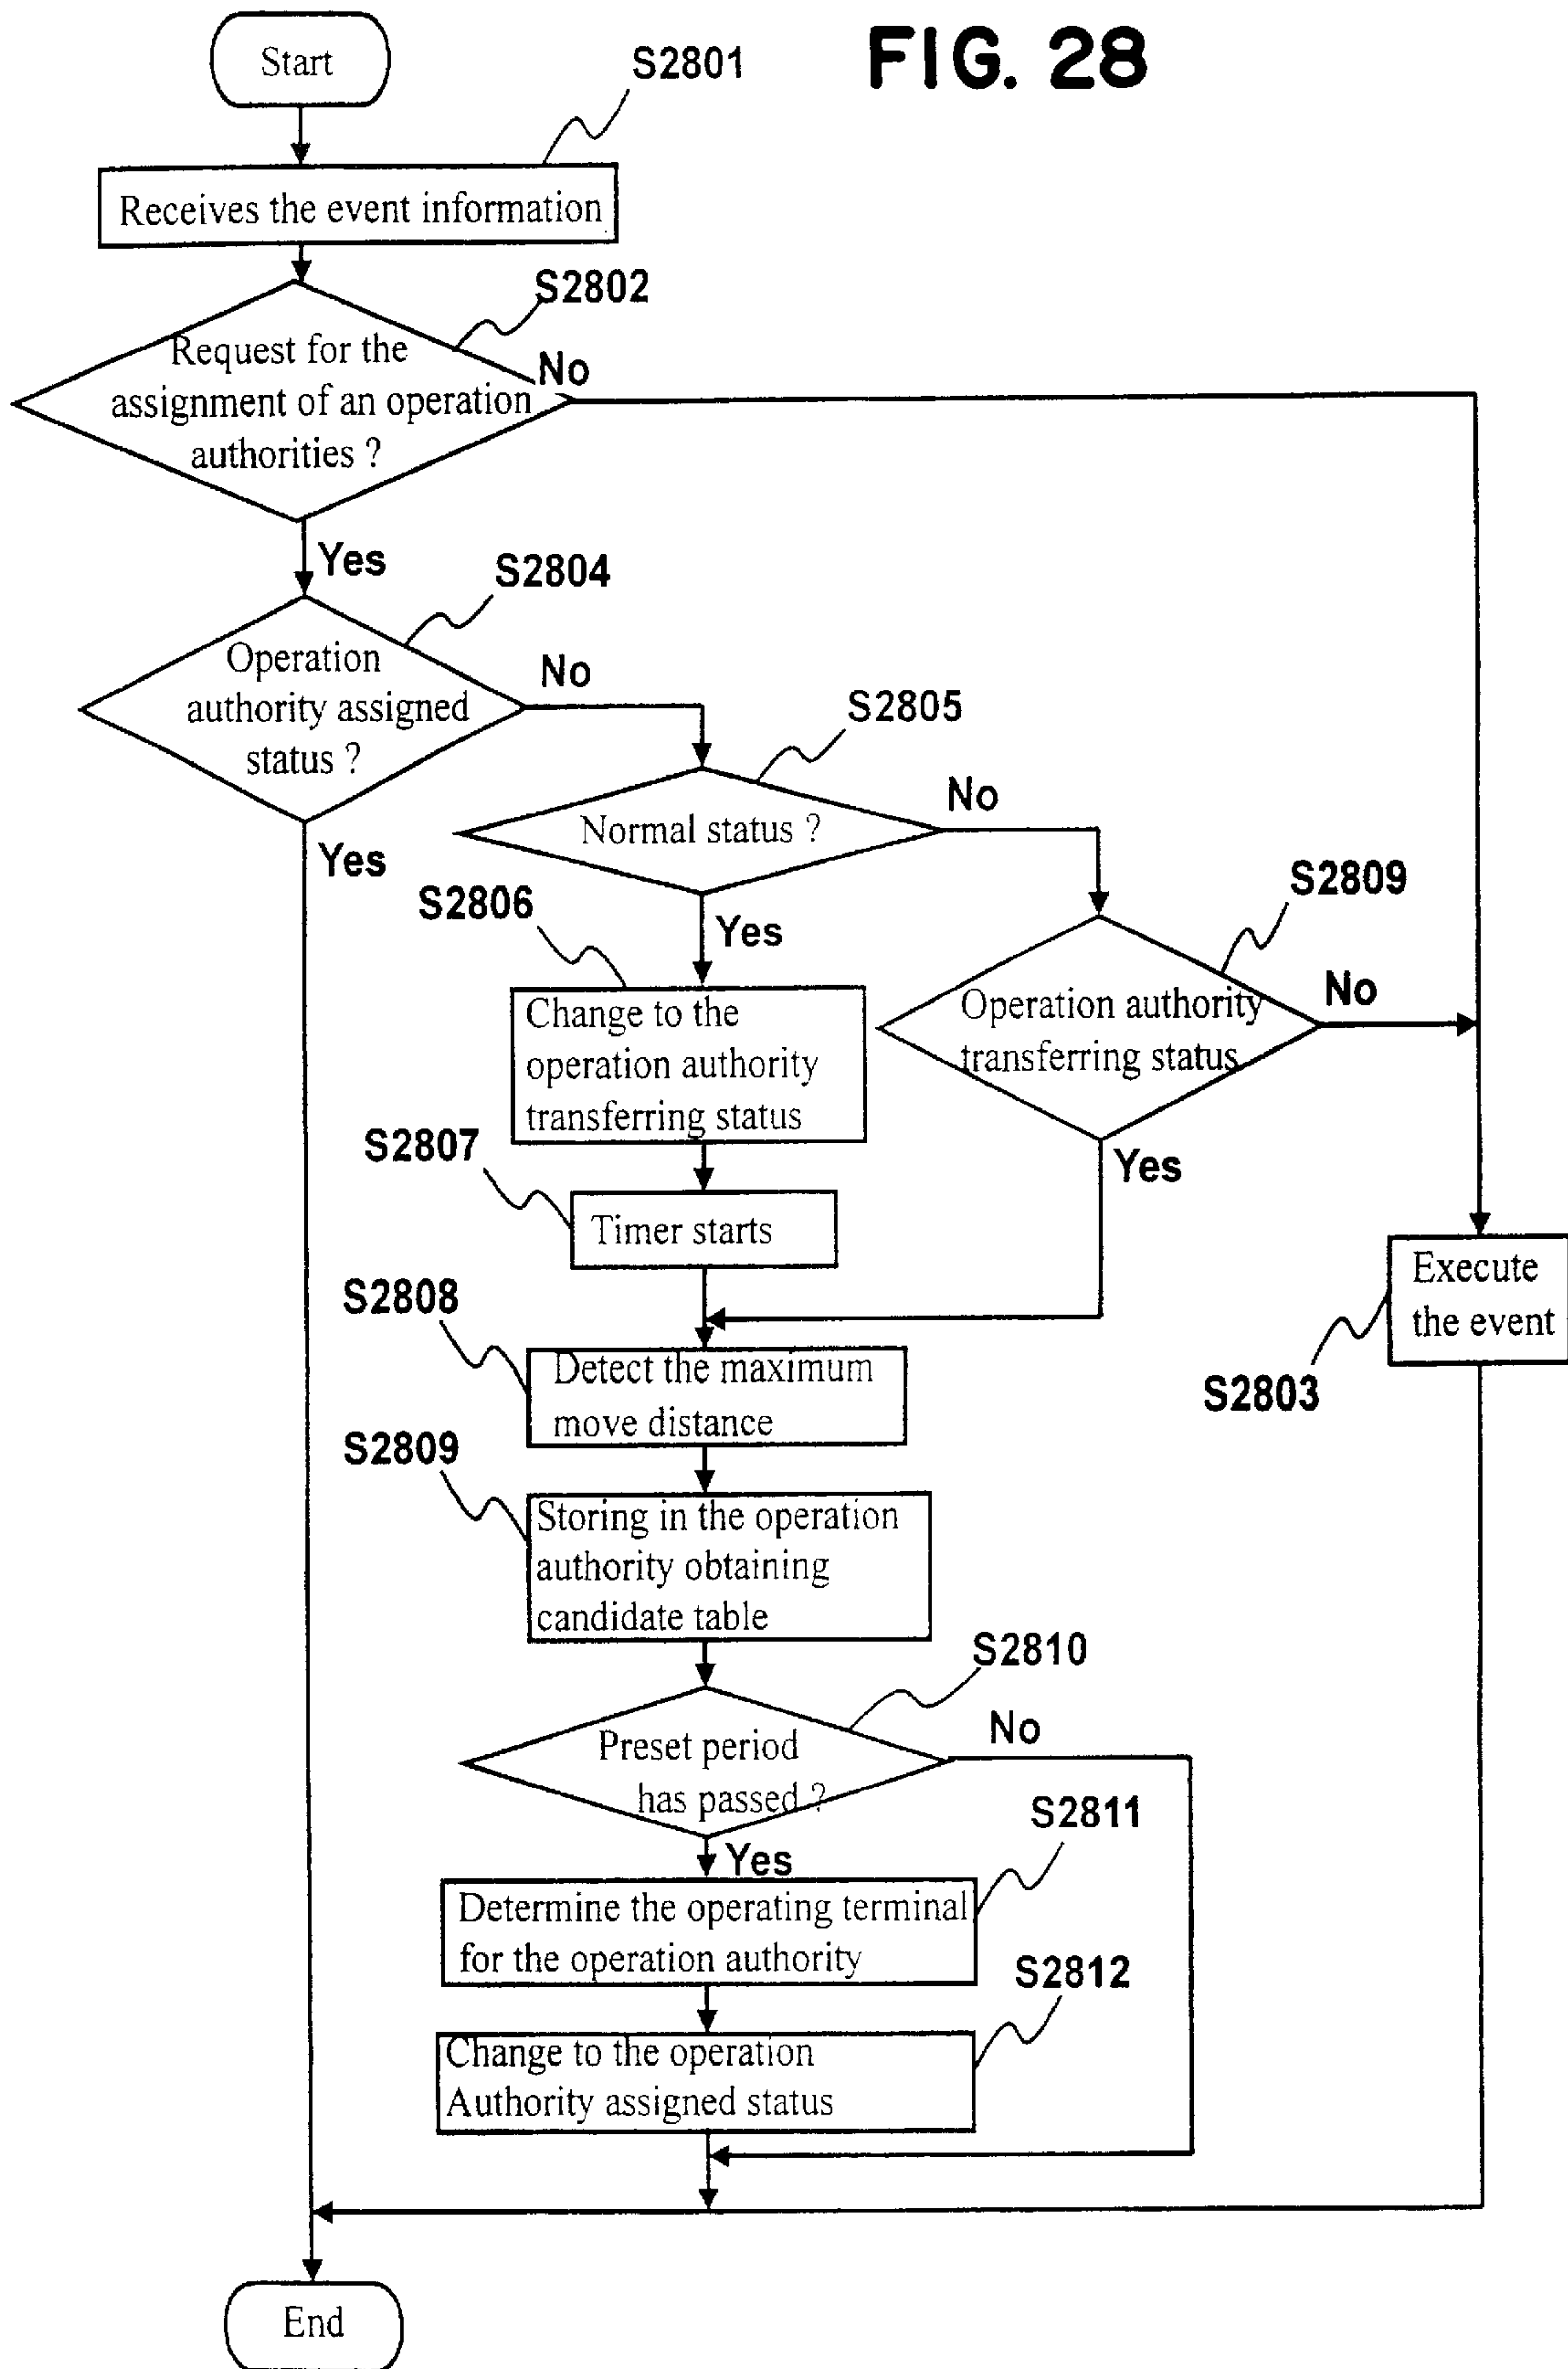 FIG. 28
Start
S2801
Receives the event information
S2802
Request for the
assignment of an operation
authorities ?
No
Yes
S2804
Operation
authority assigned
status ?
No
Yes
S2805
Normal status ?
No
Yes
S2806
Change to the
operation authority
transferring status
S2809
Operation authority
transferring status
No
Yes
S2807
Timer starts
Execute
the event
S2803
S2808
Detect the maximum
move distance
S2809
Storing in the operation
authority obtaining
candidate table
S2810
Preset period
has passed ?
No
Yes
S2811
Determine the operating terminal
for the operation authority
S2812
Change to the operation
Authority assigned status
End